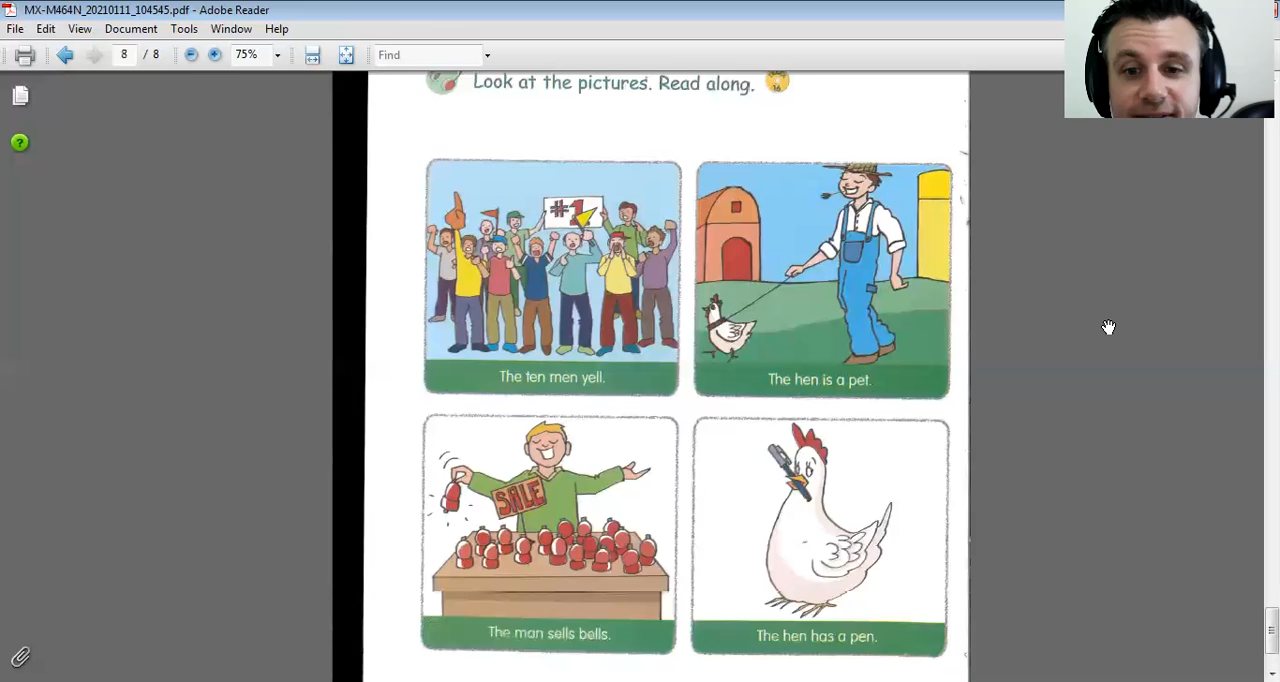 MX-M464N_20210111_104545.pdf - Adobe Reader
File Edit View Document Tools Window Help
8 / 8 75% Find
Look at the pictures. Read along.
16
#1
The ten men yell.
The hen is a pet.
SALE
The man sells bells.
The hen has a pen.